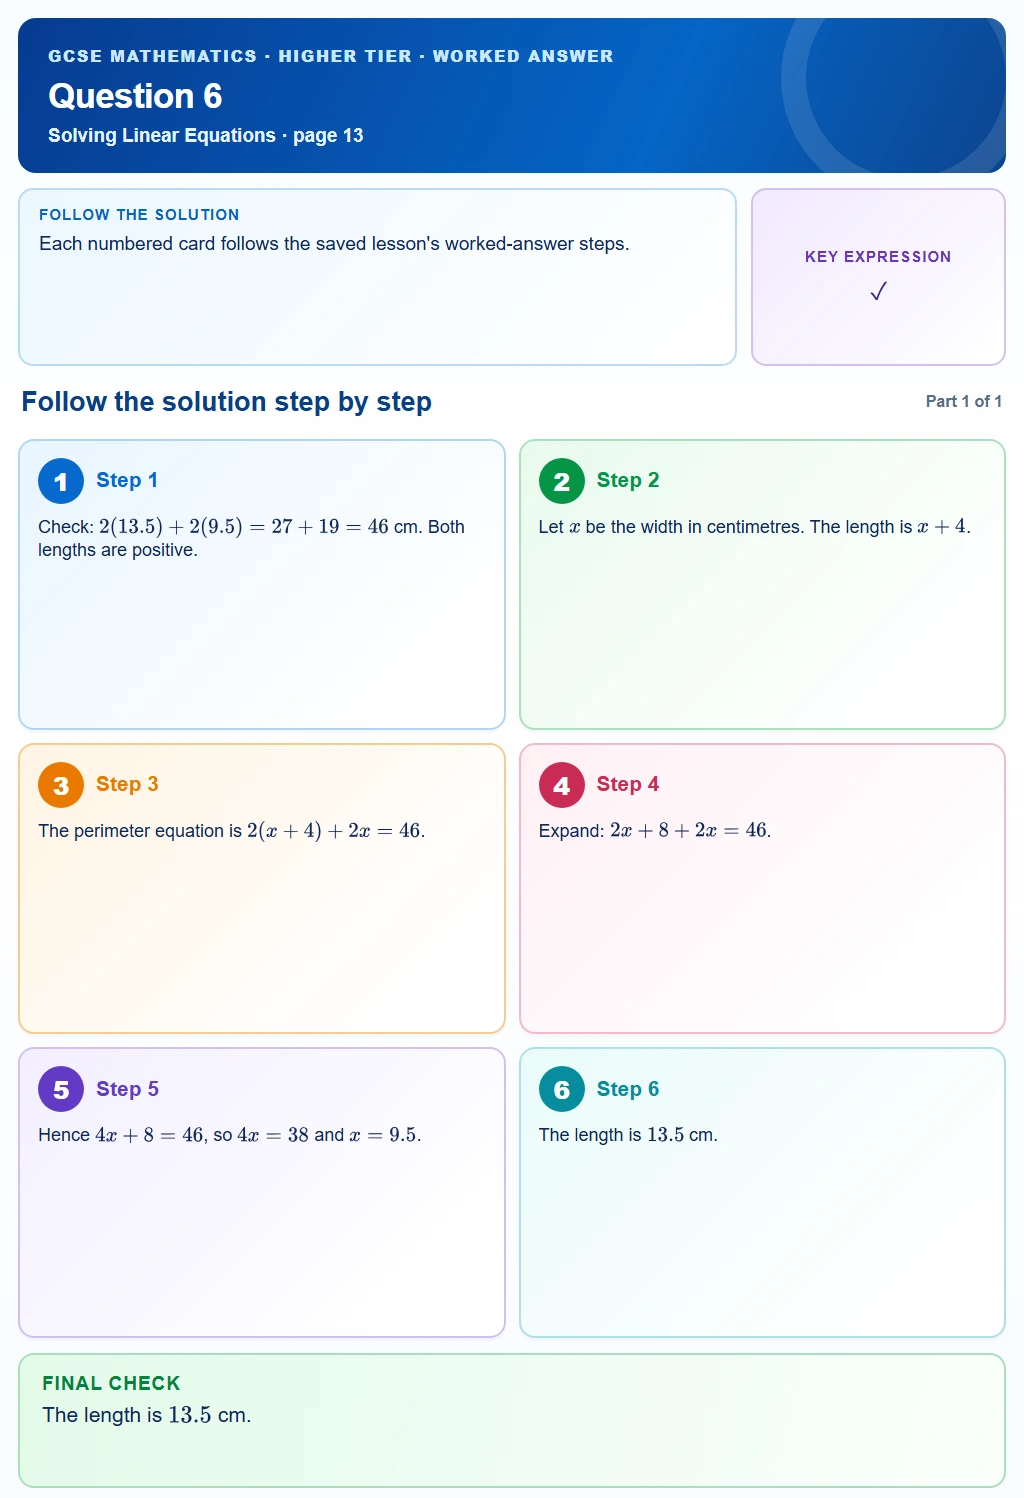 GCSE MATHEMATICS · HIGHER TIER · WORKED ANSWER
Question 6
Solving Linear Equations · page 13
FOLLOW THE SOLUTION
Each numbered card follows the saved lesson's worked-answer steps.
KEY EXPRESSION
✓
Follow the solution step by step
Part 1 of 1
1 Step 1
Check: 2(13.5) + 2(9.5) = 27 + 19 = 46 cm. Both
lengths are positive.
2 Step 2
Let x be the width in centimetres. The length is x + 4.
3 Step 3
The perimeter equation is 2(x + 4) + 2x = 46.
4 Step 4
Expand: 2x + 8 + 2x = 46.
5 Step 5
Hence 4x + 8 = 46, so 4x = 38 and x = 9.5.
6 Step 6
The length is 13.5 cm.
FINAL CHECK
The length is 13.5 cm.